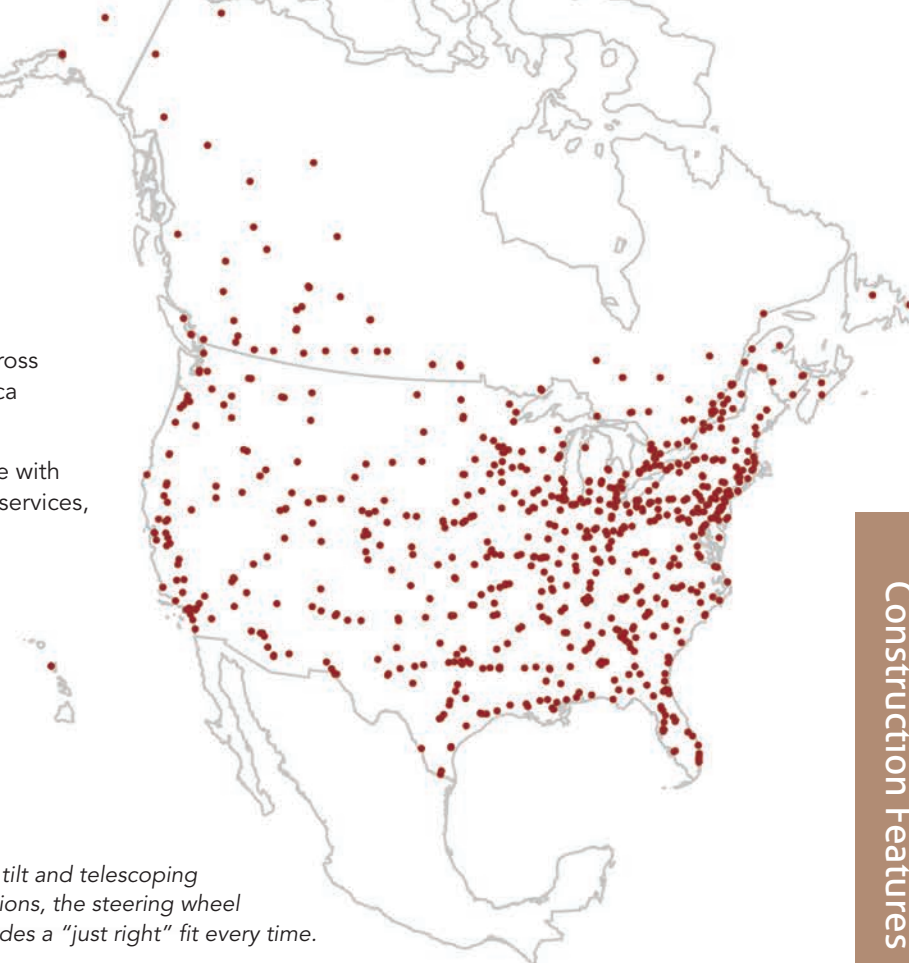 ross
ca
e with
services,
tilt and telescoping
ions, the steering wheel
des a “just right” fit every time.
Construction Features